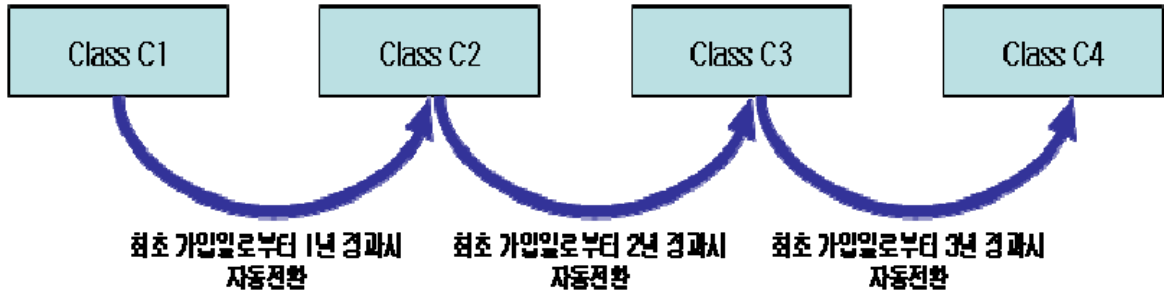 Class C1
Class C2
Class C3
Class C4
최초 가입일로부터 1년 경과시
자동전환
최초 가입일로부터 2년 경과시
자동전환
최초 가입일로부터 3년 경과시
자동전환